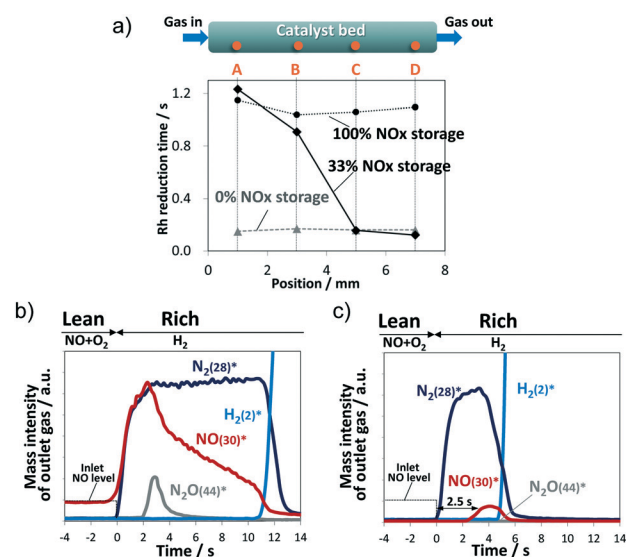 a)
Gas in
Catalyst bed
Gas out
A B C D
Rh reduction time / s
1.2
0.8
0.4
0.0
100% NOx storage
33% NOx storage
0% NOx storage
0 2 4 6 8
Position / mm
b)
Lean Rich
NO+O2 H2
Mass intensity
of outlet gas / a.u.
N2(28)*
H2(2)*
NO(30)*
N2O(44)*
Inlet
NO level
-4 -2 0 2 4 6 8 10 12 14
Time / s
c)
Lean Rich
NO+O2 H2
Mass intensity
of outlet gas / a.u.
N2(28)*
H2(2)*
NO(30)*
N2O(44)*
Inlet
NO level
2.5 s
-4 -2 0 2 4 6 8 10 12 14
Time / s